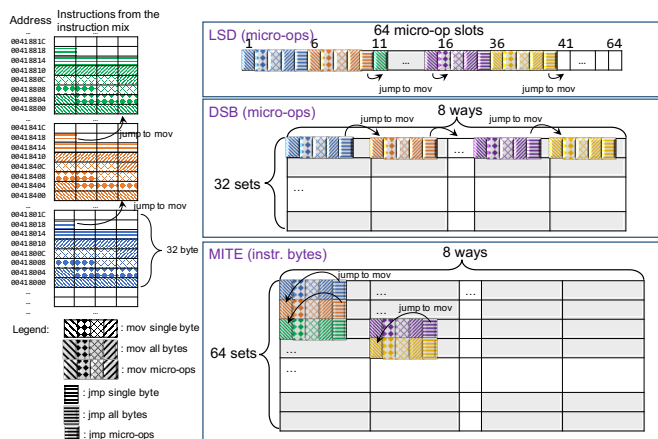 Address
Instructions from the
instruction mix
...
...
0041881C
00418818
00418814
00418810
0041880C
00418808
00418804
00418800
...
jump to mov
0041841C
00418418
00418414
00418410
0041840C
00418408
00418404
00418400
...
jump to mov
0041801C
00418018
00418014
00418010
0041800C
00418008
00418004
00418000
32 byte
...
...
...
Legend:
: mov single byte
: mov all bytes
: mov micro-ops
: jmp single byte
: jmp all bytes
: jmp micro-ops
LSD (micro-ops)
64 micro-op slots
1 6 11 16 36 41 64
...
...
jump to mov jump to mov jump to mov
DSB (micro-ops)
8 ways
jump to mov jump to mov
...
32 sets
...
MITE (instr. bytes)
8 ways
jump to mov
... ...
...
jump to mov
64 sets
...
...
...